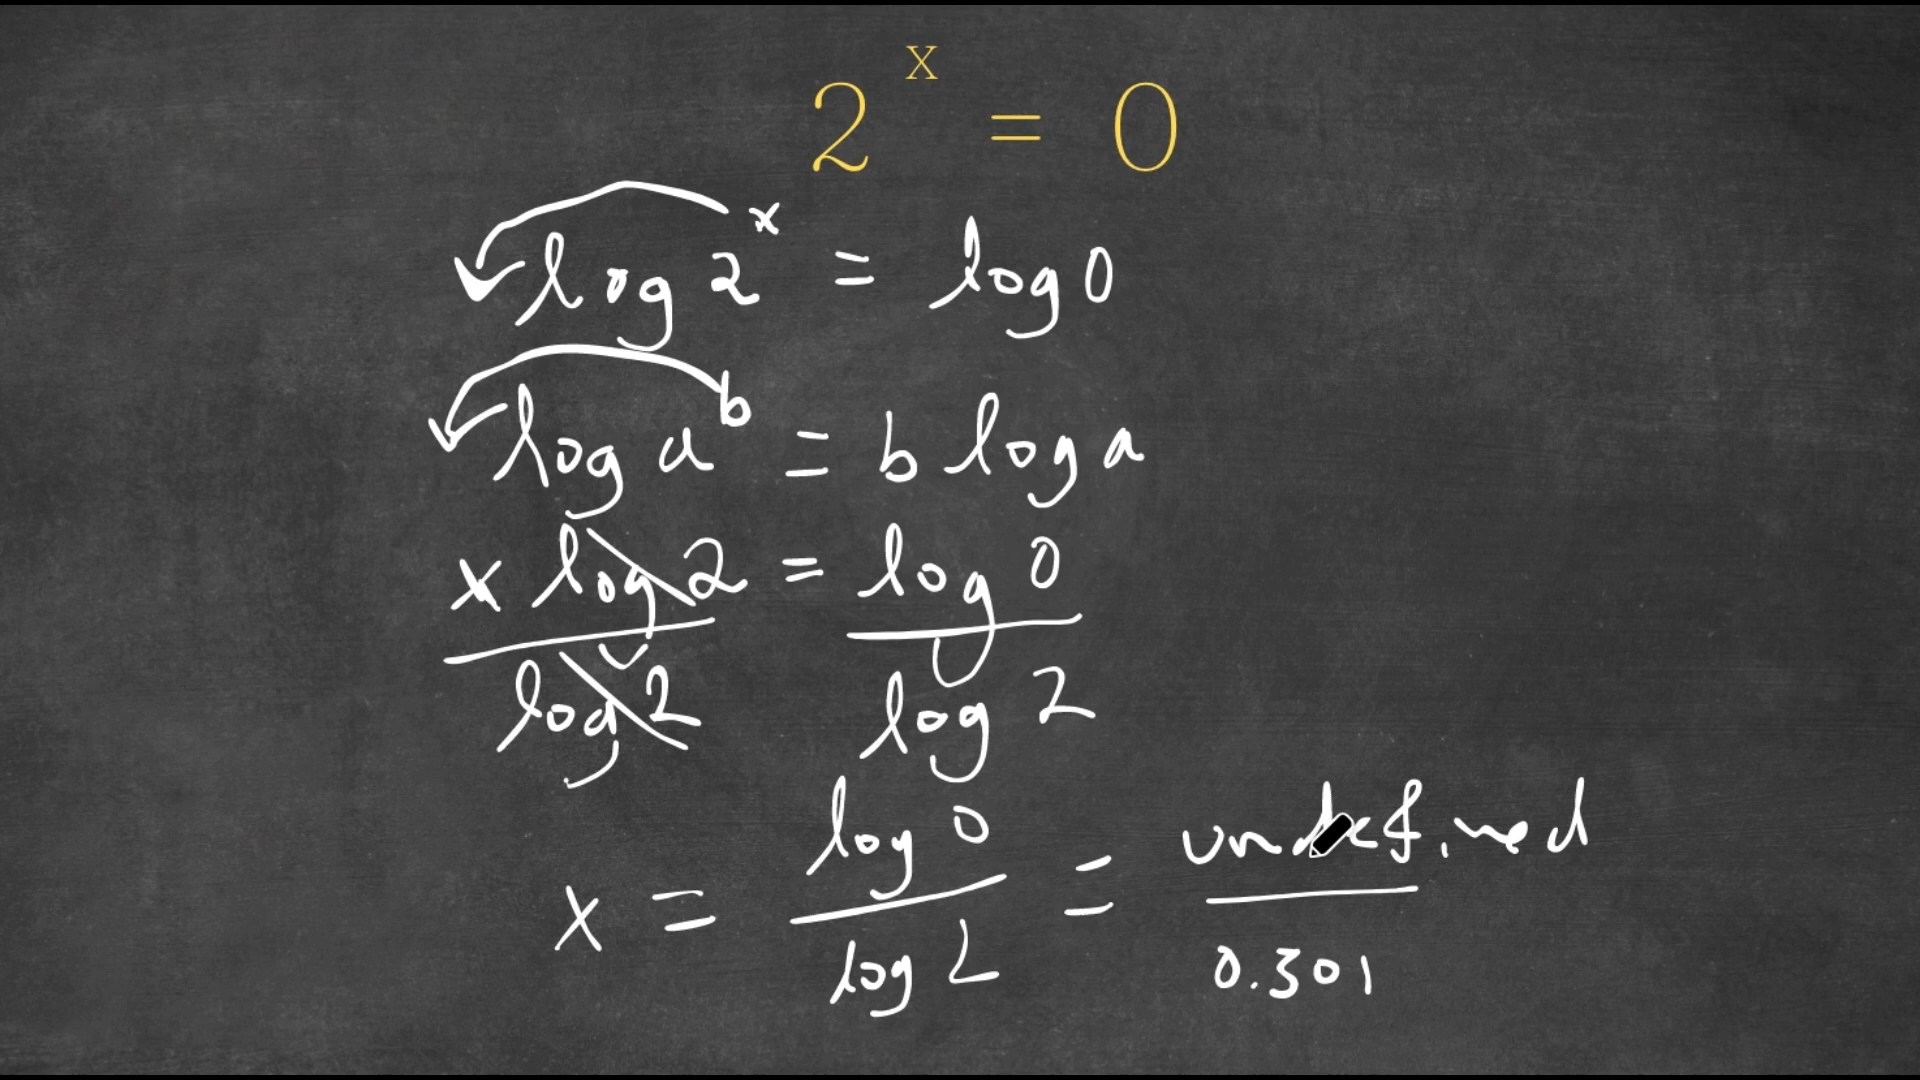 2^x = 0
log 2^x = log 0
log a^b = b log a
x log 2 = log 0
log 2 log 2
x = log 0 / log 2 = undefined / 0.301